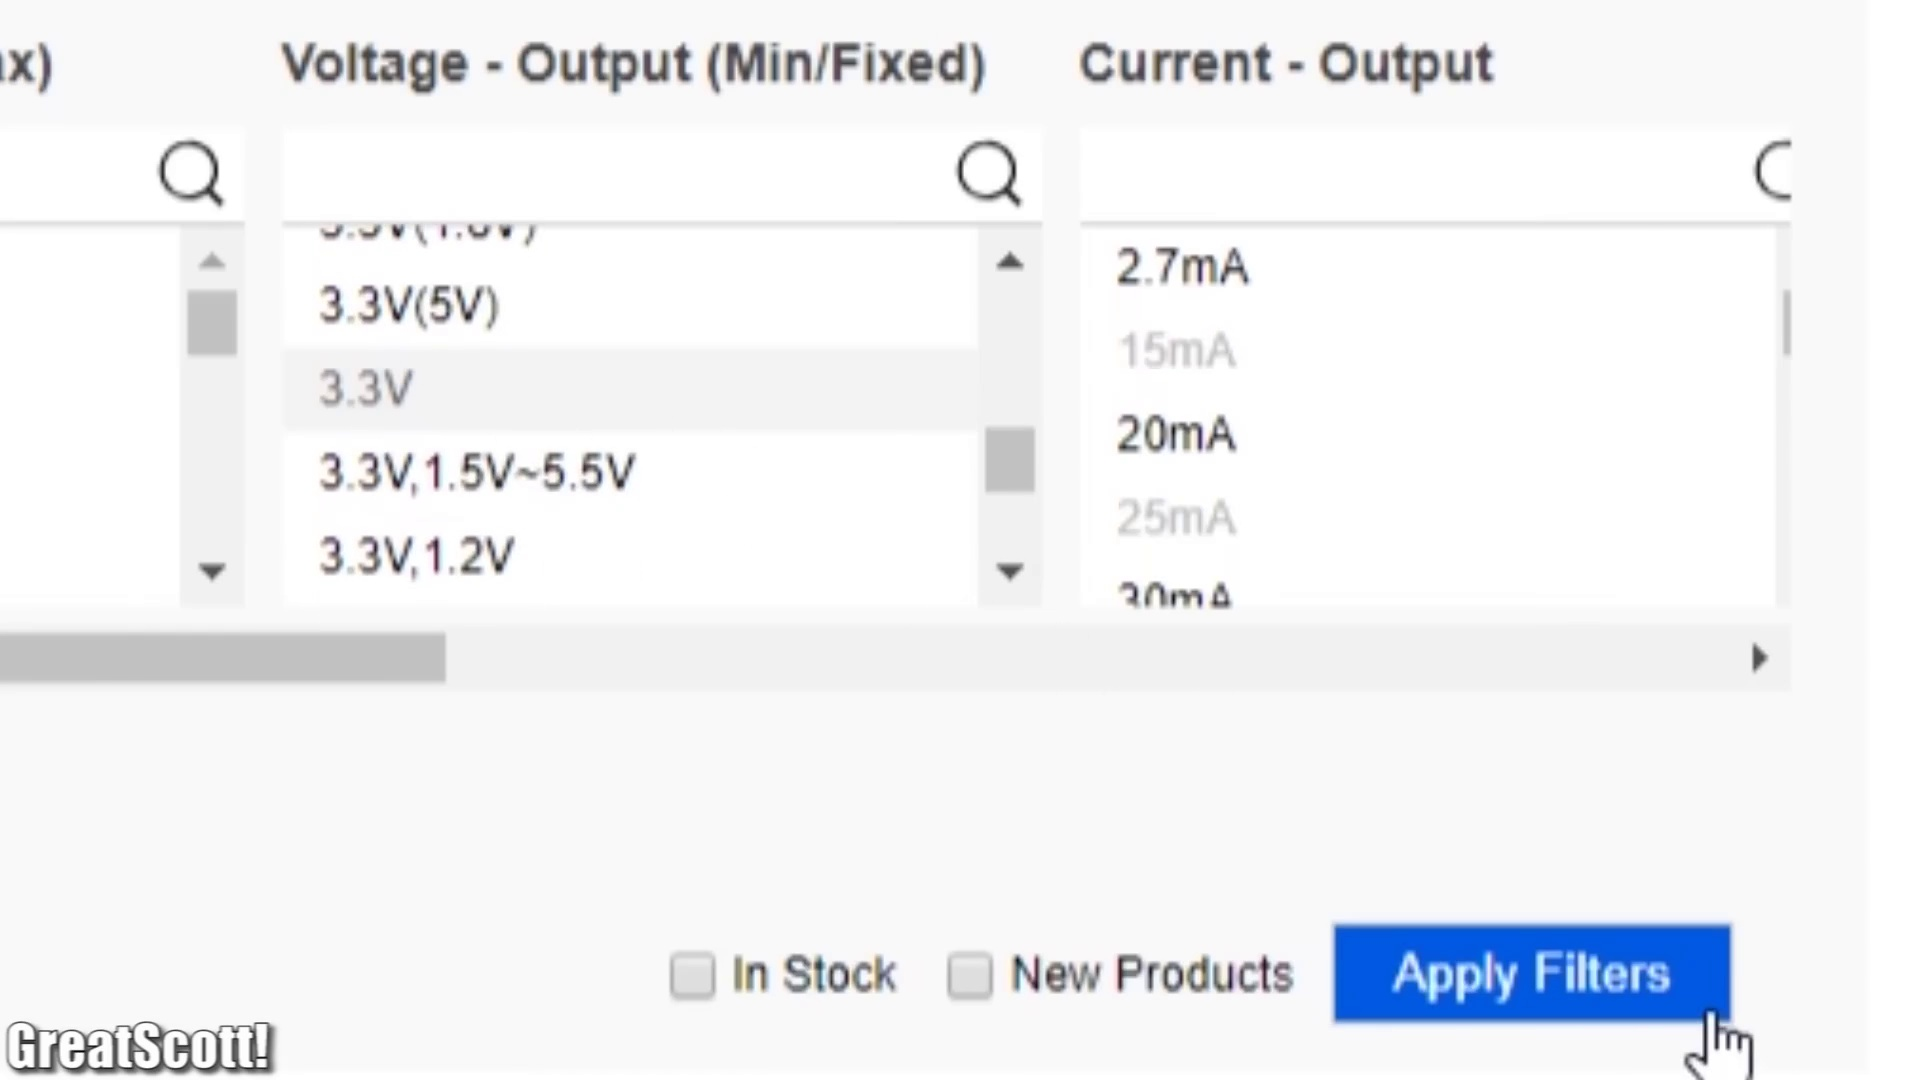 x)
Voltage - Output (Min/Fixed)
Current - Output
3.3V(5V)
3.3V
3.3V,1.5V~5.5V
3.3V,1.2V
2.7mA
15mA
20mA
25mA
30mA
In Stock
New Products
Apply Filters
GreatScott!